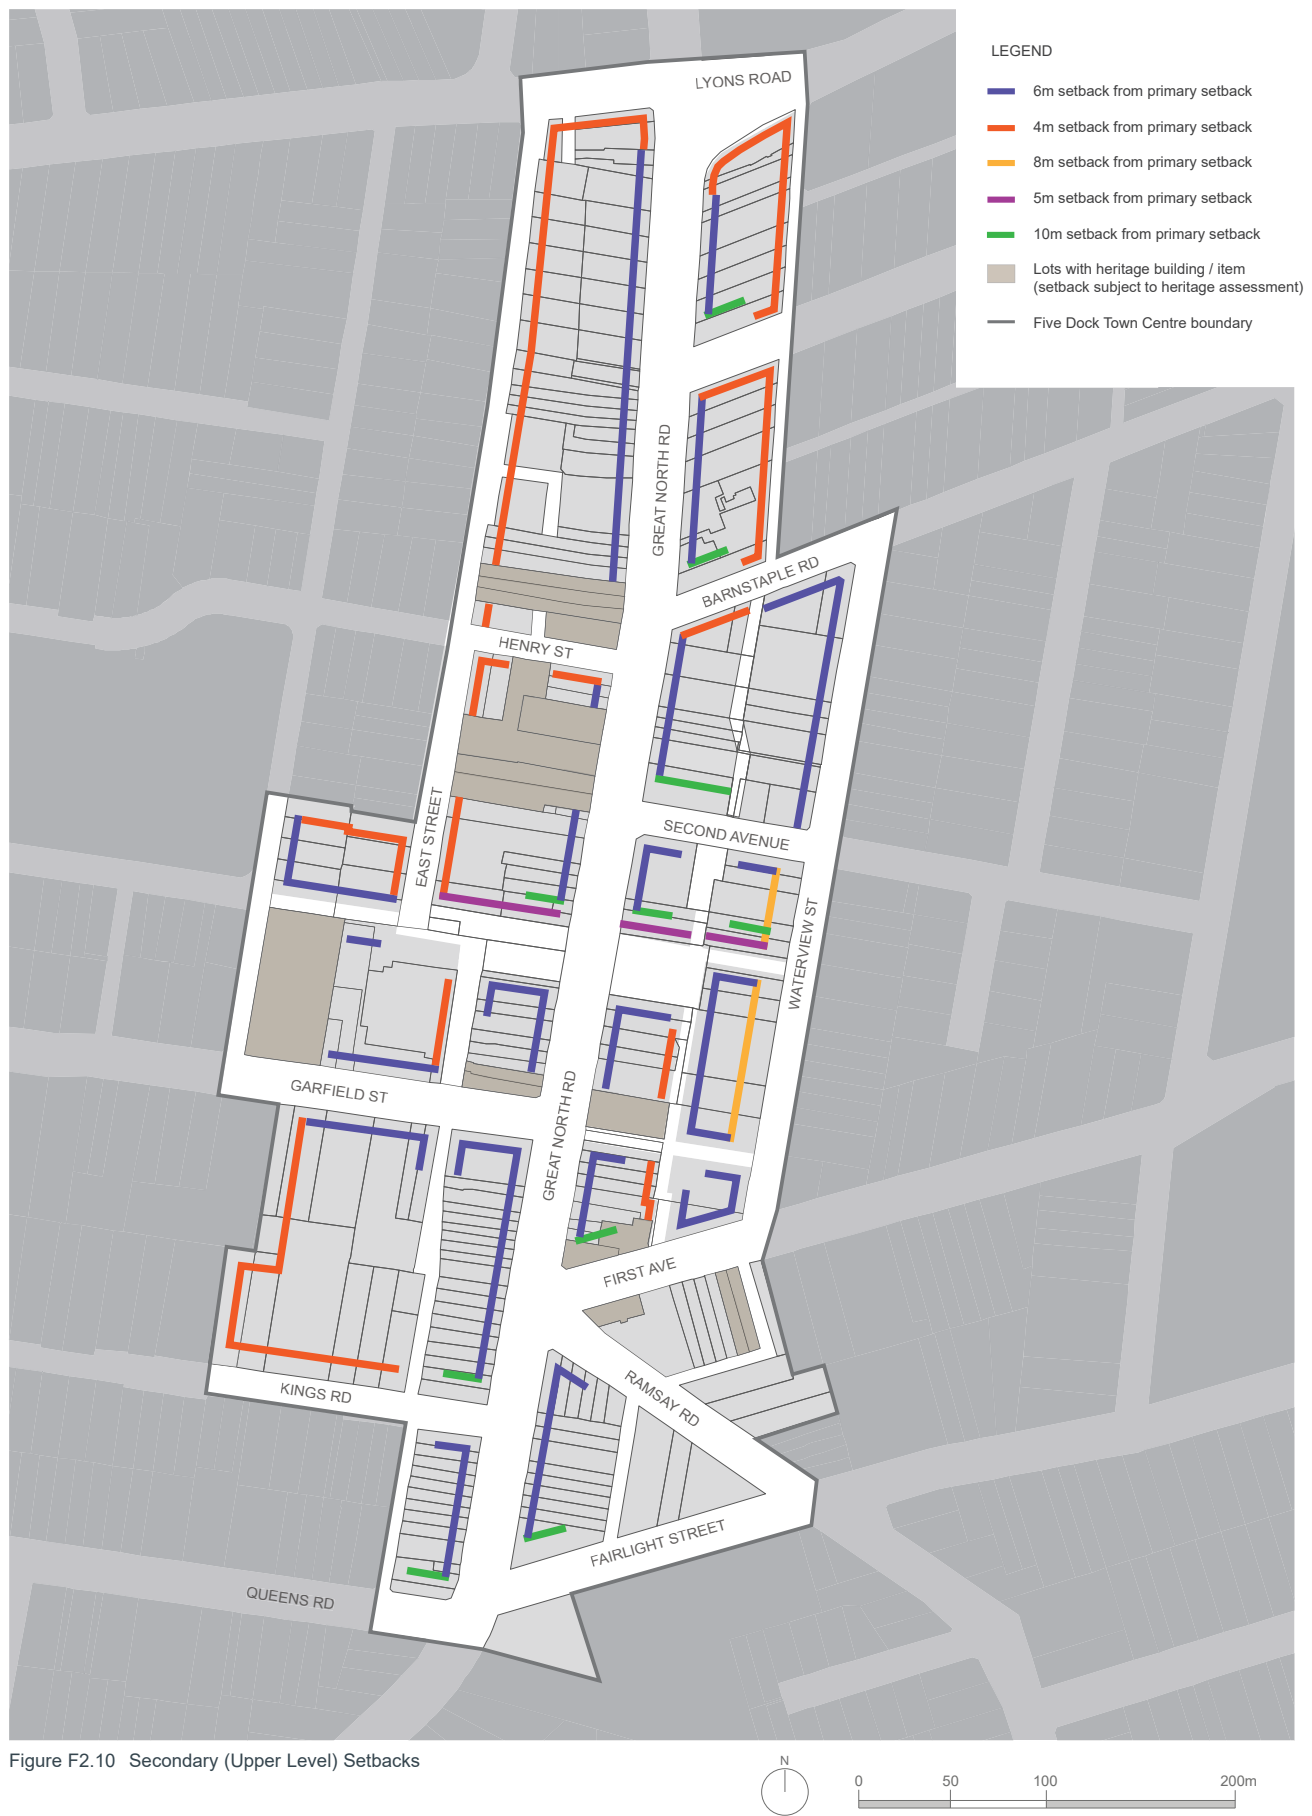 LEGEND
6m setback from primary setback
4m setback from primary setback
8m setback from primary setback
5m setback from primary setback
10m setback from primary setback
Lots with heritage building / item
(setback subject to heritage assessment)
Five Dock Town Centre boundary
LYONS ROAD
GREAT NORTH RD
BARNSTAPLE RD
HENRY ST
EAST STREET
SECOND AVENUE
WATERVIEW ST
GARFIELD ST
GREAT NORTH RD
FIRST AVE
KINGS RD
RAMSAY RD
FAIRLIGHT STREET
QUEENS RD
Figure F2.10 Secondary (Upper Level) Setbacks
N
0 50 100 200m